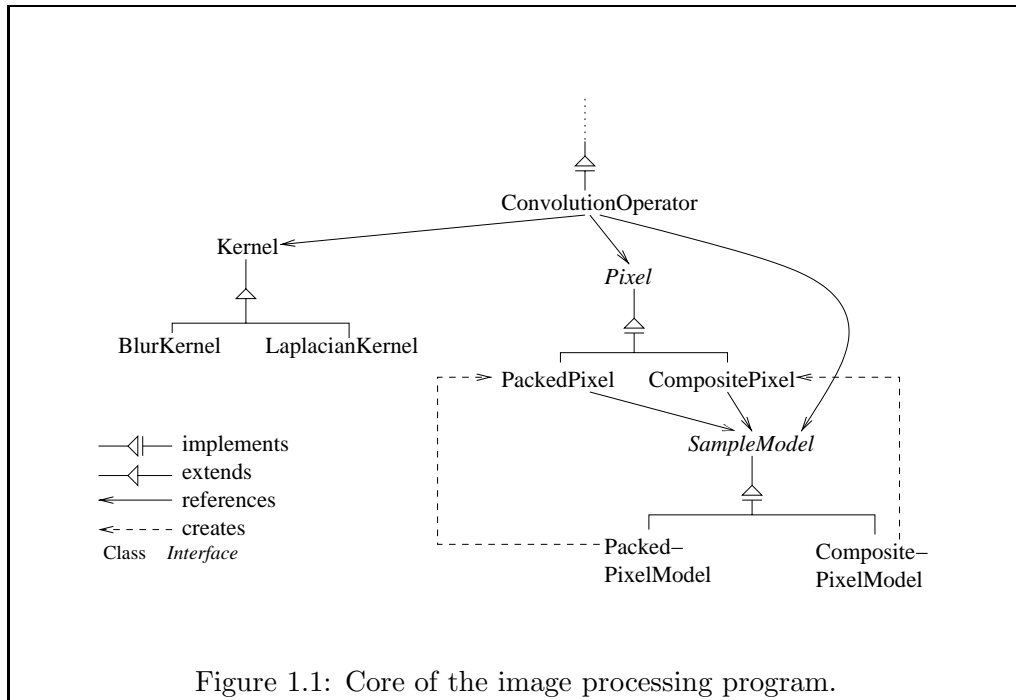 ConvolutionOperator
Kernel
Pixel
BlurKernel LaplacianKernel
PackedPixel CompositePixel
SampleModel
implements
extends
references
creates
Class Interface
Packed–
PixelModel
Composite–
PixelModel
Figure 1.1: Core of the image processing program.